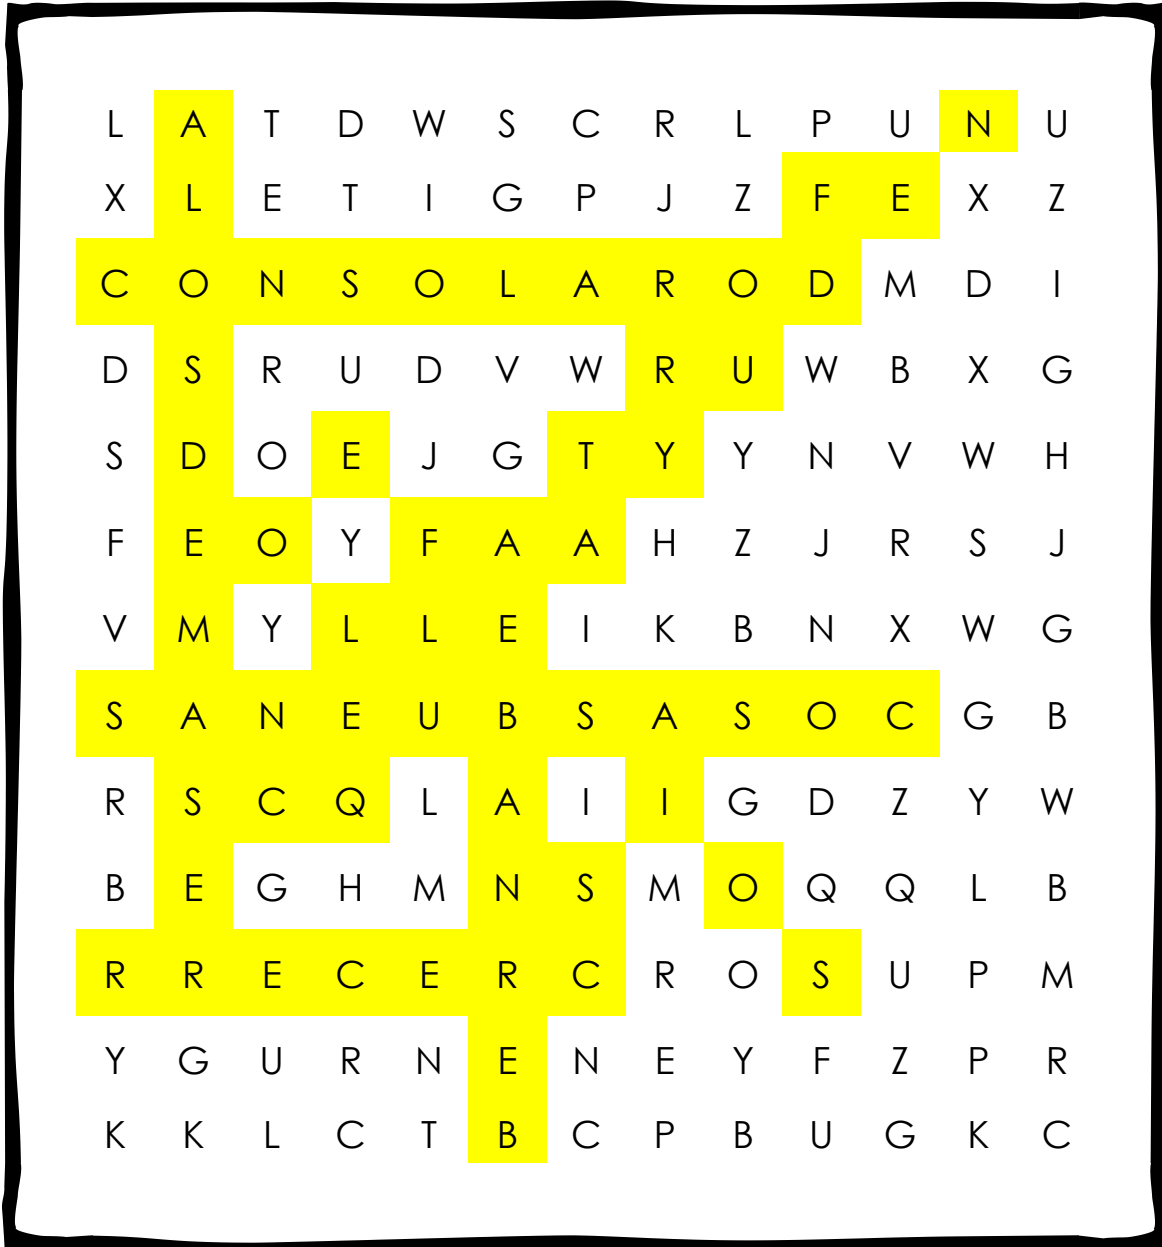 L A T D W S C R L P U N U
X L E T I G P J Z F E X Z
C O N S O L A R O D M D I
D S R U D V W R U W B X G
S D O E J G T Y Y N V W H
F E O Y F A A H Z J R S J
V M Y L L E I K B N X W G
S A N E U B S A S O C G B
R S C Q L A I I G D Z Y W
B E G H M N S M O Q Q L B
R R E C E R C R O S U P M
Y G U R N E N E Y F Z P R
K K L C T B C P B U G K C